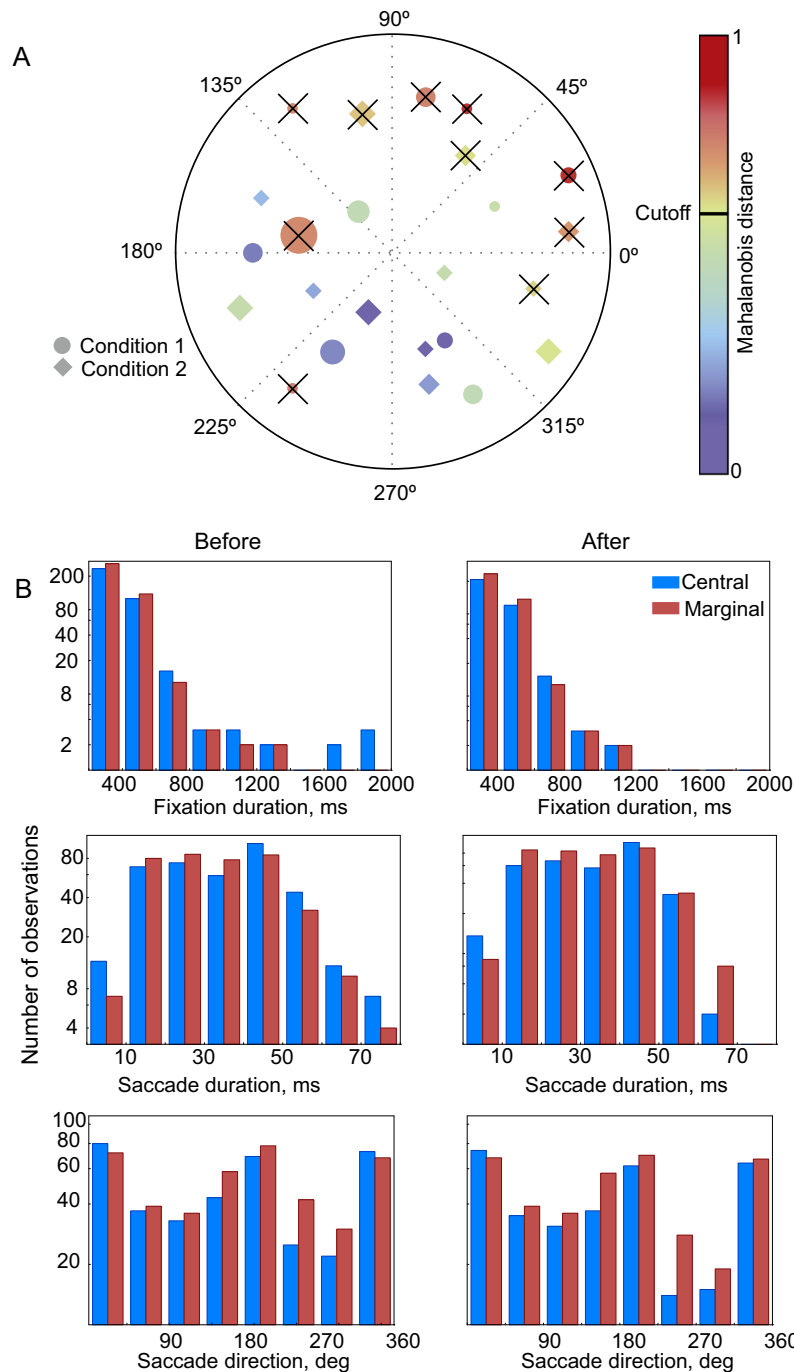 A
90º
135º
45º
180º
0º
225º
315º
270º
Condition 1
Condition 2
1
Cutoff
Mahalanobis distance
0
B
Before
After
200
80
40
20
8
2
400
800
1200
1600
2000
Fixation duration, ms
Central
Marginal
400
800
1200
1600
2000
Fixation duration, ms
Number of observations
80
40
20
8
4
10
30
50
70
Saccade duration, ms
10
30
50
70
Saccade duration, ms
100
80
60
40
20
90
180
270
360
Saccade direction, deg
90
180
270
360
Saccade direction, deg